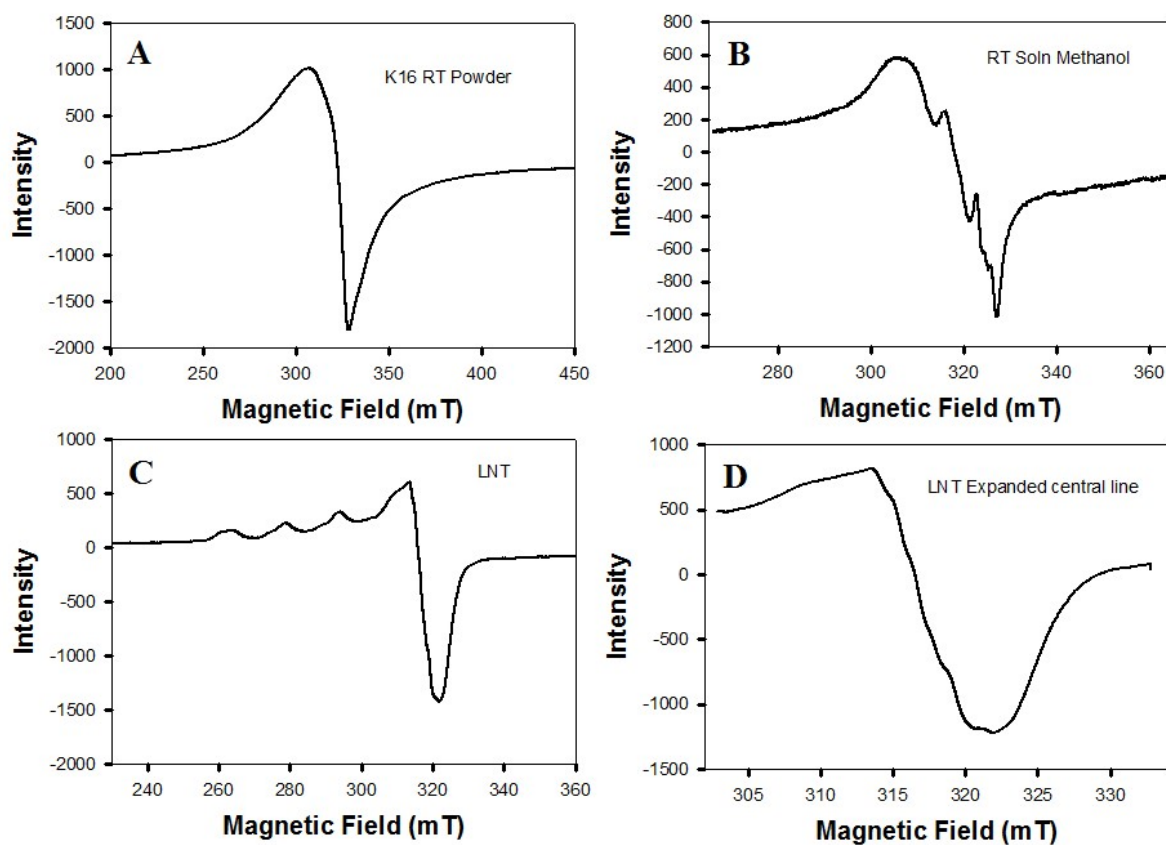 A
K16 RT Powder
1500
1000
500
0
-500
-1000
-1500
-2000
Intensity
200 250 300 350 400 450
Magnetic Field (mT)
B
RT Soln Methanol
800
600
400
200
0
-200
-400
-600
-800
-1000
-1200
Intensity
280 300 320 340 360
Magnetic Field (mT)
C
LNT
1000
500
0
-500
-1000
-1500
-2000
Intensity
240 260 280 300 320 340 360
Magnetic Field (mT)
D
LNT Expanded central line
1000
500
0
-500
-1000
-1500
Intensity
305 310 315 320 325 330
Magnetic Field (mT)